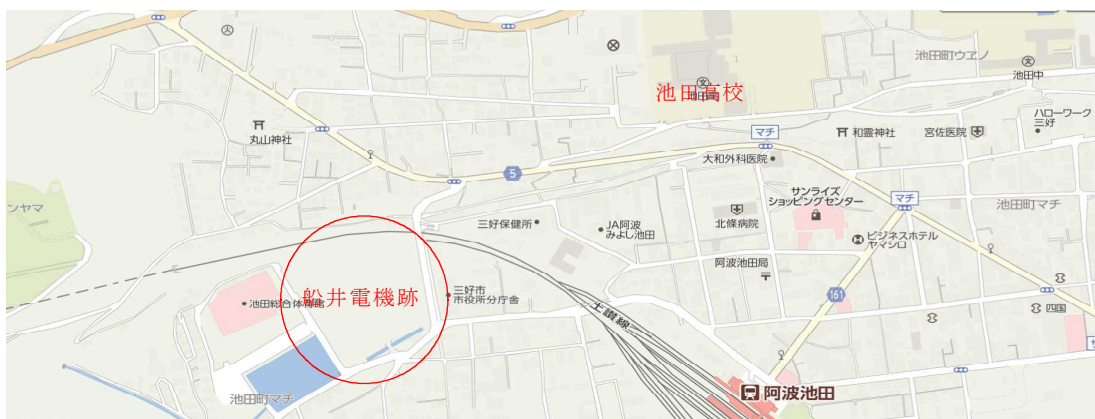 池田町ウエノ
池田高校
池田中
ハローワーク
三好
マチ
和霊神社
宮佐医院
丸山神社
大和外科医院
5
サンライズ
ショッピングセンター
マチ
池田町マチ
ンヤマ
三好保健所
JA阿波
みよし池田
北條病院
ビジネスホテル
ヤマシロ
阿波池田局
船井電機跡
池田総合体育館
三好市
市役所分庁舎
161
土讃線
四国
池田町マチ
阿波池田